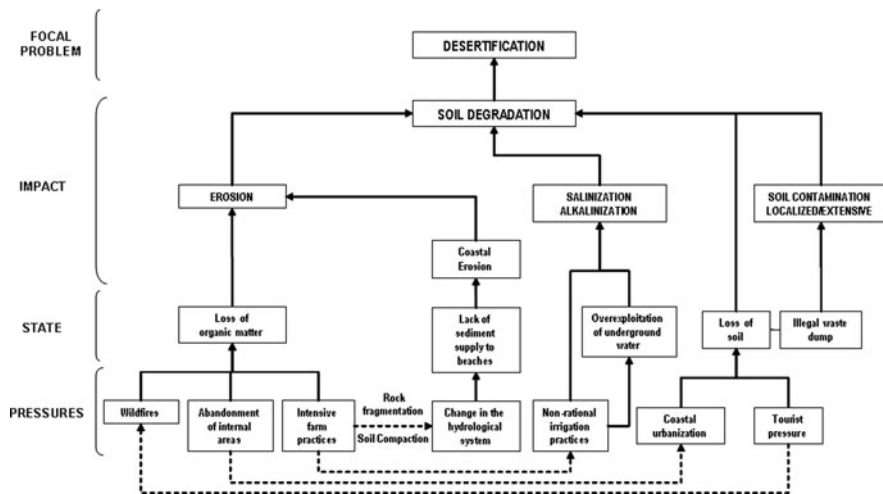 FOCAL
PROBLEM
DESERTIFICATION
SOIL DEGRADATION
IMPACT
EROSION
SALINIZATION
ALKALINIZATION
SOIL CONTAMINATION
LOCALIZED/EXTENSIVE
Coastal
Erosion
STATE
Loss of
organic matter
Lack of
sediment
supply to
beaches
Overexploitation
of underground
water
Loss of
soil
Illegal waste
dump
PRESSURES
Wildfires
Abandonment
of internal
areas
Intensive
farm
practices
Rock
fragmentation
Soil Compaction
Change in the
hydrological
system
Non-rational
irrigation
practices
Coastal
urbanization
Tourist
pressure